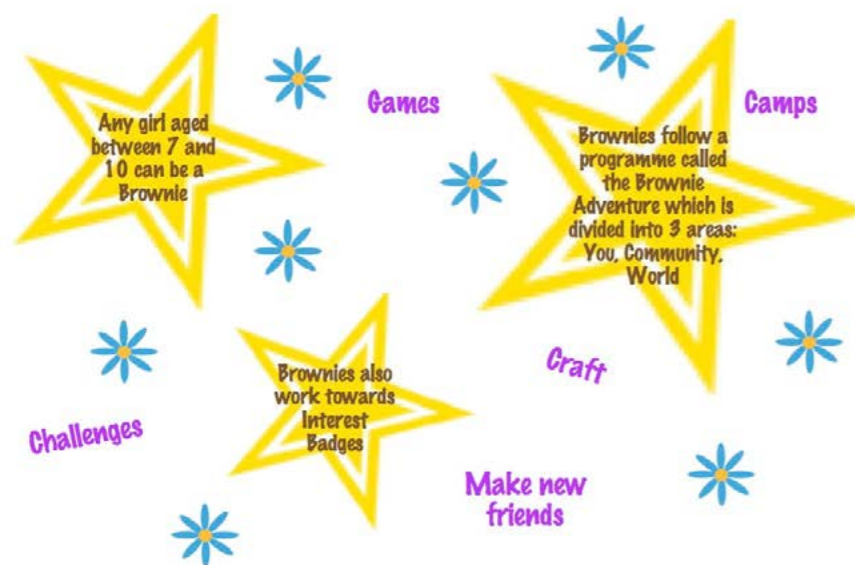 Any girl aged
between 7 and
10 can be a
Brownie
Games
Camps
Brownies follow a
programme called
the Brownie
Adventure which is
divided into 3 areas:
You, Community,
World
Craft
Brownies also
work towards
Interest
Badges
Challenges
Make new
friends